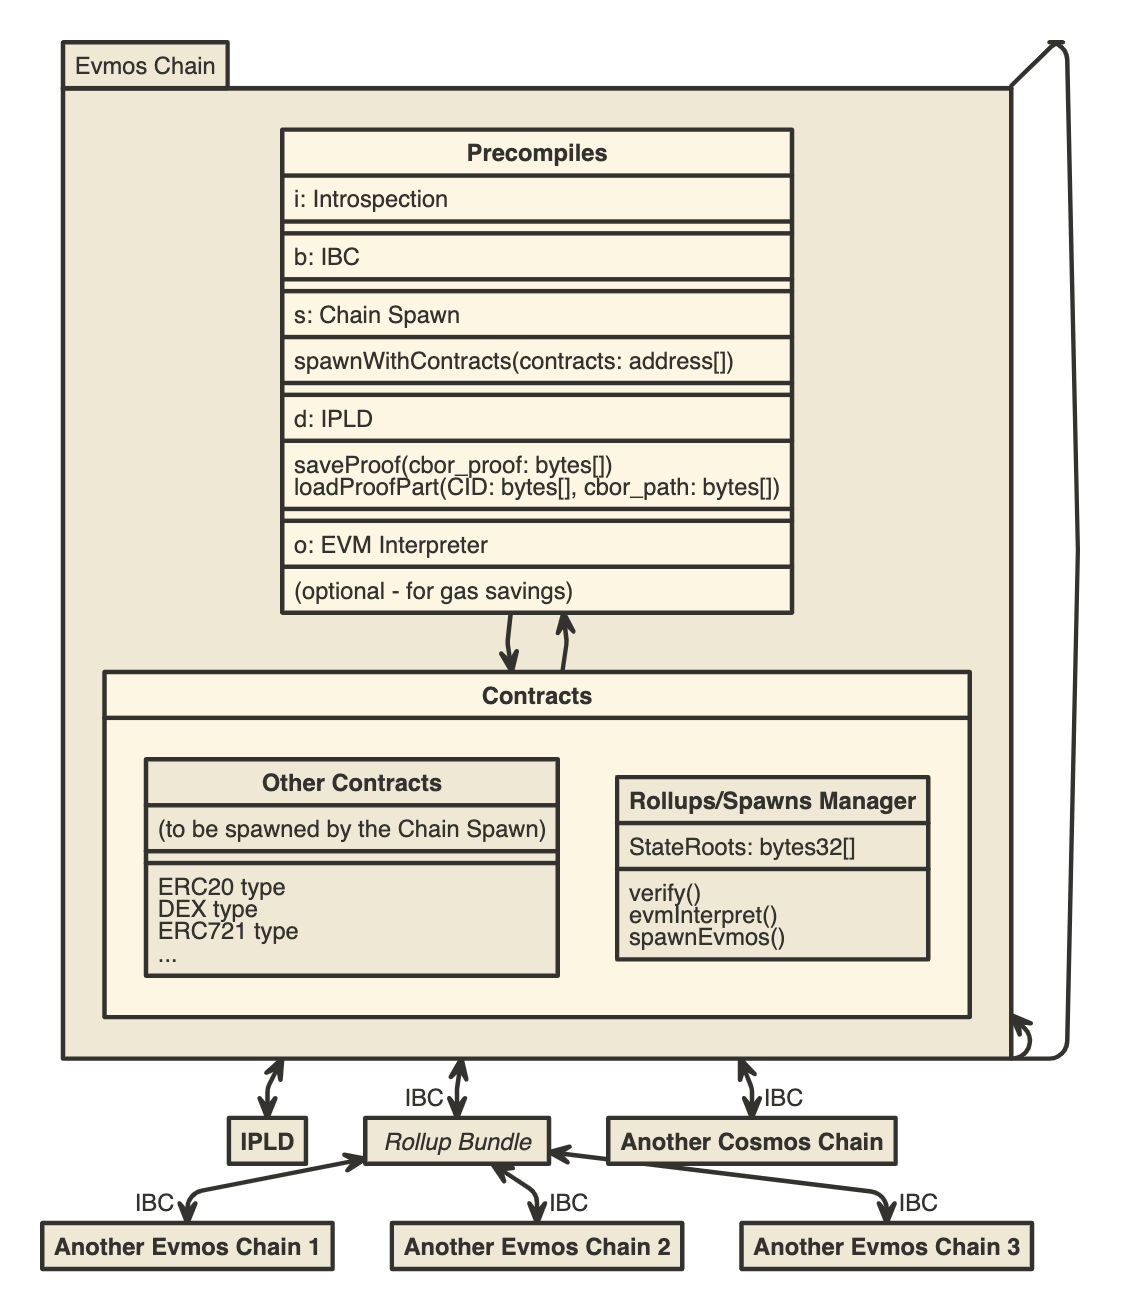 Evmos Chain
Precompiles
i: Introspection
b: IBC
s: Chain Spawn
spawnWithContracts(contracts: address[])
d: IPLD
saveProof(cbor_proof: bytes[])
loadProofPart(CID: bytes[], cbor_path: bytes[])
o: EVM Interpreter
(optional - for gas savings)
Contracts
Other Contracts
(to be spawned by the Chain Spawn)
ERC20 type
DEX type
ERC721 type
...
Rollups/Spawns Manager
StateRoots: bytes32[]
verify()
evmInterpret()
spawnEvmos()
IBC
IBC
IPLD
Rollup Bundle
Another Cosmos Chain
IBC
IBC
IBC
Another Evmos Chain 1
Another Evmos Chain 2
Another Evmos Chain 3